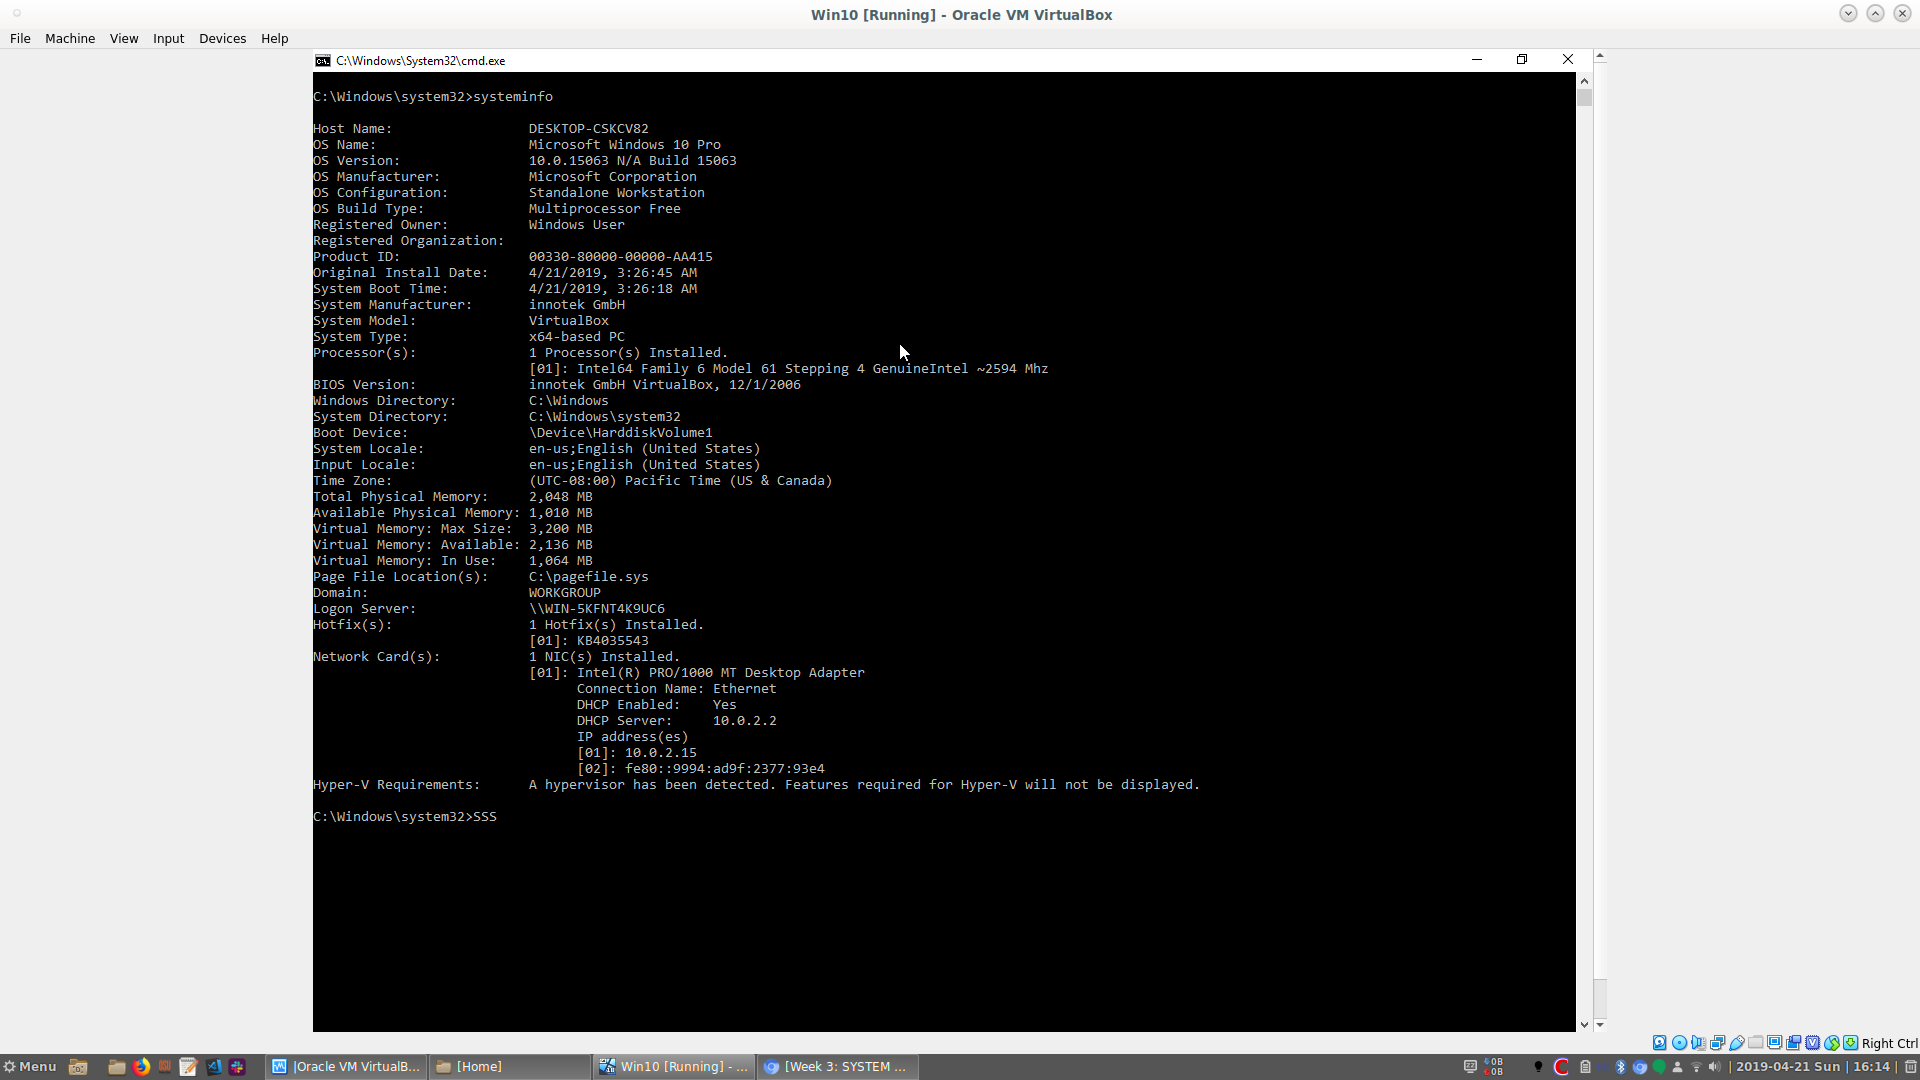 Win10 [Running] - Oracle VM VirtualBox
File Machine View Input Devices Help
C:\Windows\System32\cmd.exe
C:\Windows\system32>systeminfo
Host Name: DESKTOP-CSKCV82
OS Name: Microsoft Windows 10 Pro
OS Version: 10.0.15063 N/A Build 15063
OS Manufacturer: Microsoft Corporation
OS Configuration: Standalone Workstation
OS Build Type: Multiprocessor Free
Registered Owner: Windows User
Registered Organization:
Product ID: 00330-80000-00000-AA415
Original Install Date: 4/21/2019, 3:26:45 AM
System Boot Time: 4/21/2019, 3:26:18 AM
System Manufacturer: innotek GmbH
System Model: VirtualBox
System Type: x64-based PC
Processor(s): 1 Processor(s) Installed.
[01]: Intel64 Family 6 Model 61 Stepping 4 GenuineIntel ~2594 Mhz
BIOS Version: innotek GmbH VirtualBox, 12/1/2006
Windows Directory: C:\Windows
System Directory: C:\Windows\system32
Boot Device: \Device\HarddiskVolume1
System Locale: en-us;English (United States)
Input Locale: en-us;English (United States)
Time Zone: (UTC-08:00) Pacific Time (US & Canada)
Total Physical Memory: 2,048 MB
Available Physical Memory: 1,010 MB
Virtual Memory: Max Size: 3,200 MB
Virtual Memory: Available: 2,136 MB
Virtual Memory: In Use: 1,064 MB
Page File Location(s): C:\pagefile.sys
Domain: WORKGROUP
Logon Server: \\WIN-5KFNT4K9UC6
Hotfix(s): 1 Hotfix(s) Installed.
[01]: KB4035543
Network Card(s): 1 NIC(s) Installed.
[01]: Intel(R) PRO/1000 MT Desktop Adapter
Connection Name: Ethernet
DHCP Enabled: Yes
DHCP Server: 10.0.2.2
IP address(es)
[01]: 10.0.2.15
[02]: fe80::9994:ad9f:2377:93e4
Hyper-V Requirements: A hypervisor has been detected. Features required for Hyper-V will not be displayed.
C:\Windows\system32>SSS
Right Ctrl
Menu |Oracle VM VirtualB... [Home] Win10 [Running] - ... [Week 3: SYSTEM ... 0B 0B 2019-04-21 Sun | 16:14